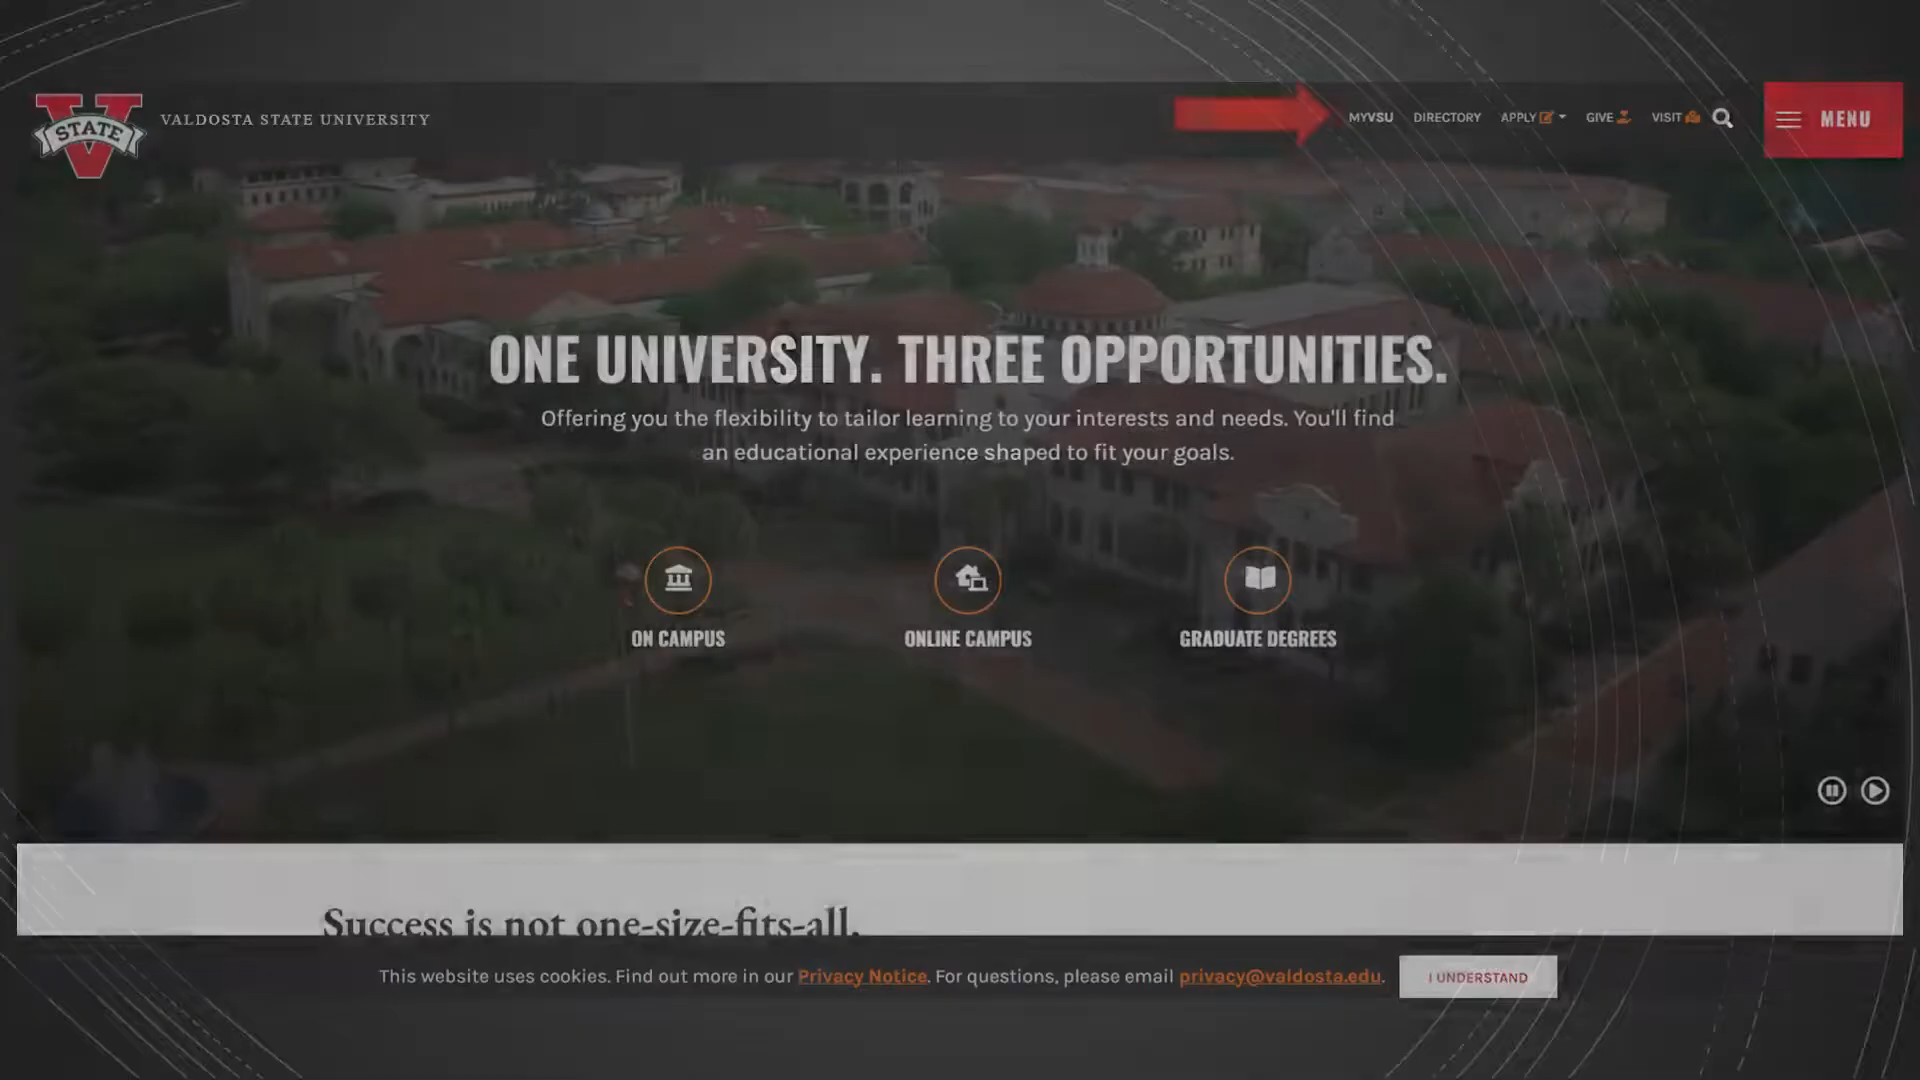 STATE
VALDOSTA STATE UNIVERSITY
MYVSU DIRECTORY APPLY GIVE VISIT
MENU
ONE UNIVERSITY. THREE OPPORTUNITIES.
Offering you the flexibility to tailor learning to your interests and needs. You'll find
an educational experience shaped to fit your goals.
ON CAMPUS
ONLINE CAMPUS
GRADUATE DEGREES
Success is not one-size-fits-all.
This website uses cookies. Find out more in our Privacy Notice. For questions, please email privacy@valdosta.edu.
I UNDERSTAND